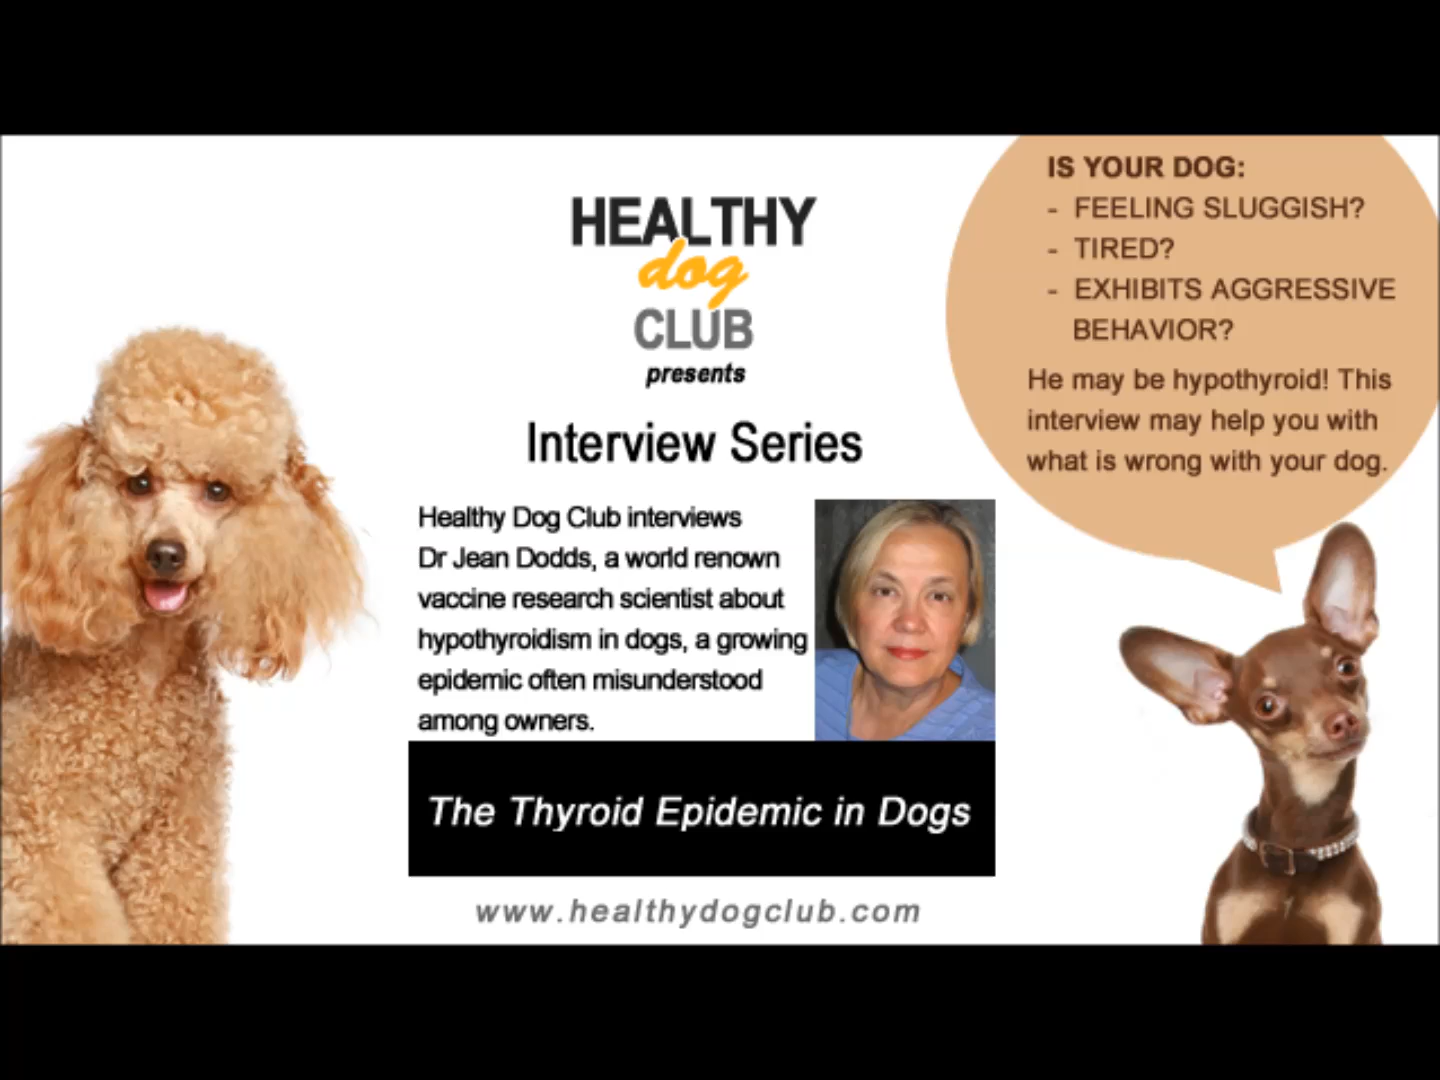 HEALTHY
dog
CLUB
presents
Interview Series
Healthy Dog Club interviews
Dr Jean Dodds, a world renown
vaccine research scientist about
hypothyroidism in dogs, a growing
epidemic often misunderstood
among owners.
The Thyroid Epidemic in Dogs
www.healthydogclub.com
IS YOUR DOG:
- FEELING SLUGGISH?
- TIRED?
- EXHIBITS AGGRESSIVE
BEHAVIOR?
He may be hypothyroid! This
interview may help you with
what is wrong with your dog.